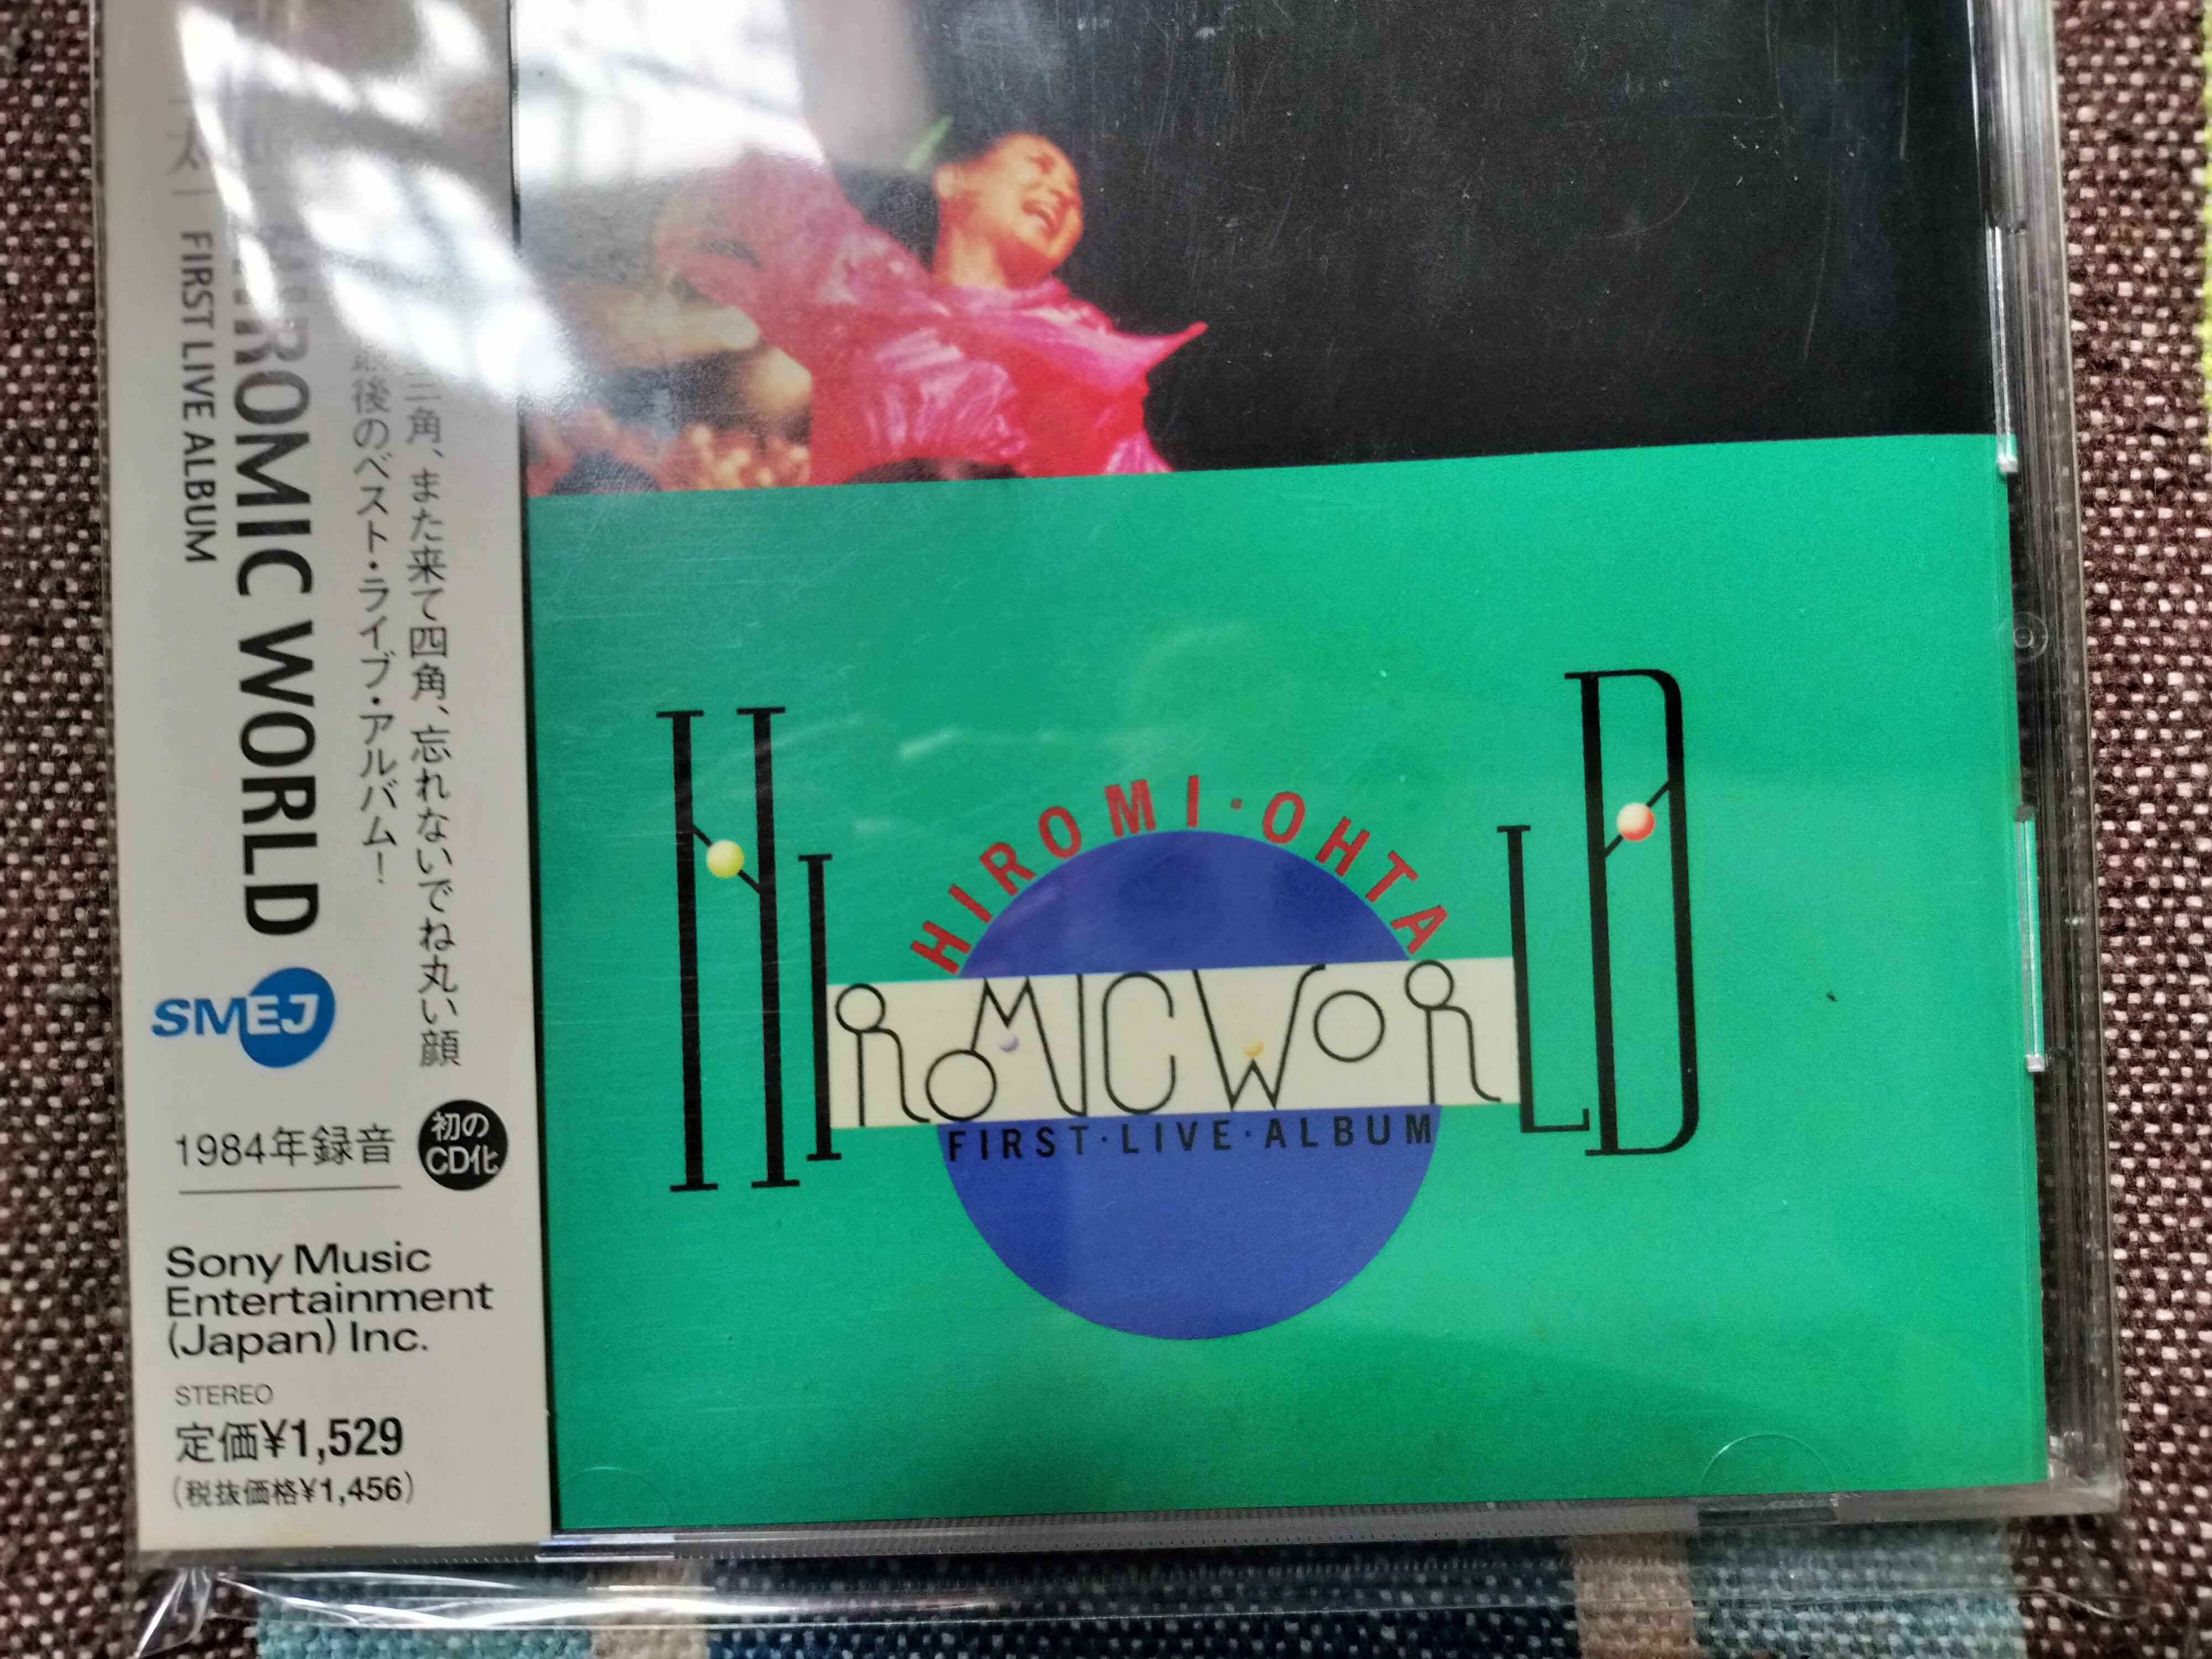 三角、また来て四角、忘れないでね丸い顔
最後のベスト・ライブ・アルバム!
ROMIC WORLD
FIRST LIVE ALBUM
SMEJ
1984年録音
初の
CD化
Sony Music
Entertainment
(Japan) Inc.
STEREO
定価¥1,529
(税抜価格¥1,456)
HIROMI・OHTA
HIROMIC WORLD
FIRST・LIVE・ALBUM